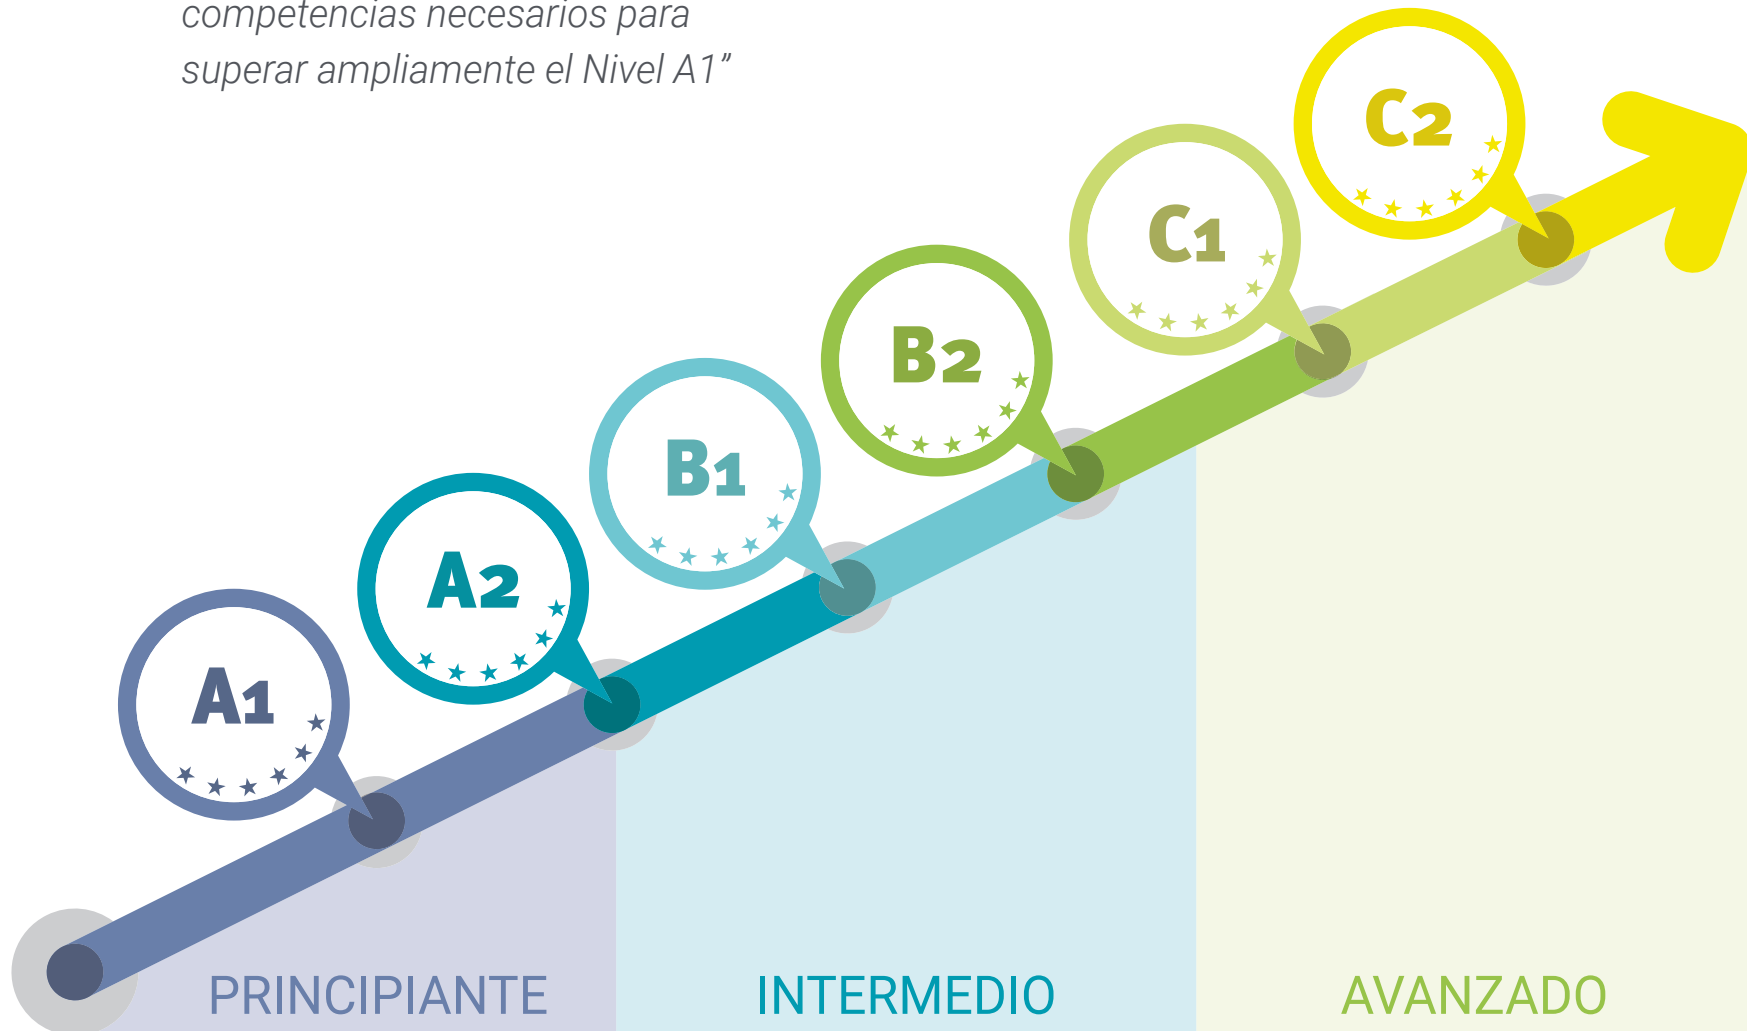 competencias necesarios para
superar ampliamente el Nivel A1”
C2
C1
B2
B1
A2
A1
PRINCIPIANTE
INTERMEDIO
AVANZADO